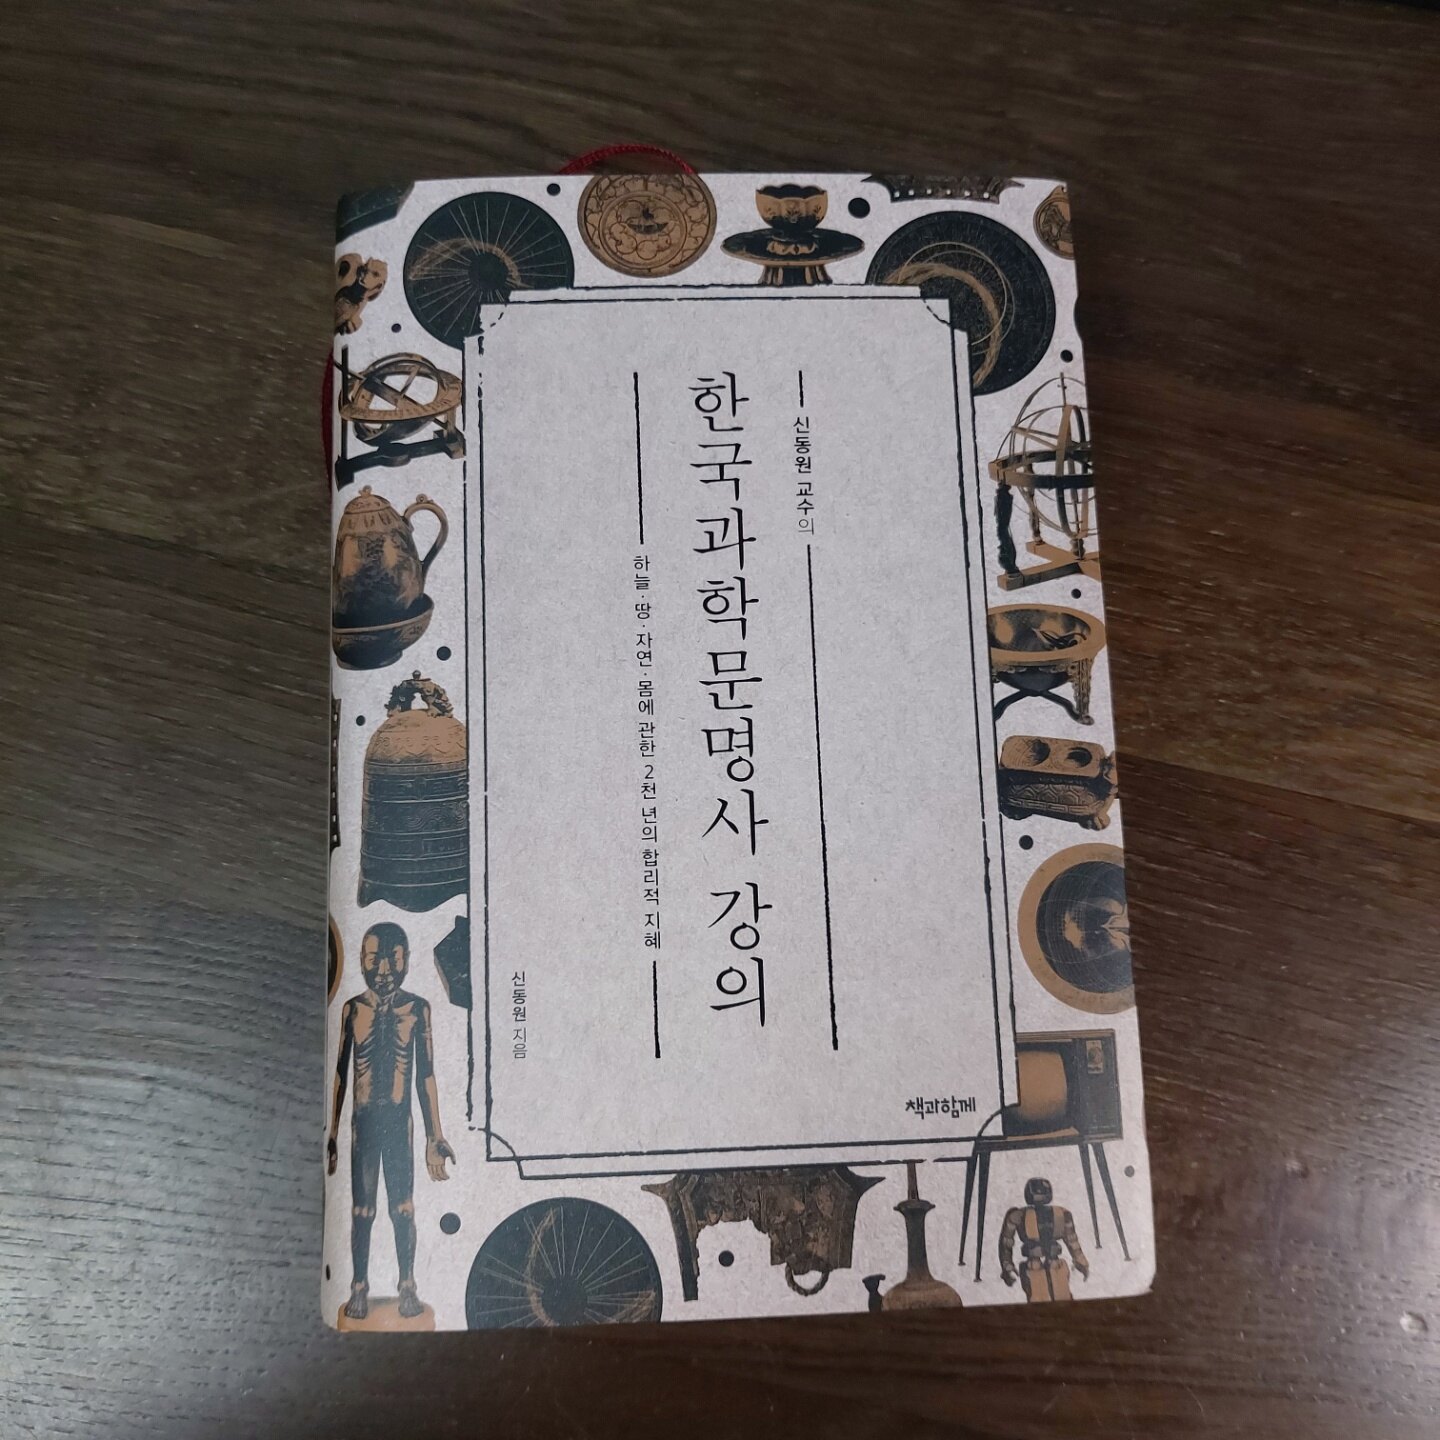 신동원 교수의
한국과학문명사 강의
하늘·땅·자연·몸에 관한 2천 년의 합리적 지혜
신동원 지음
책과함께